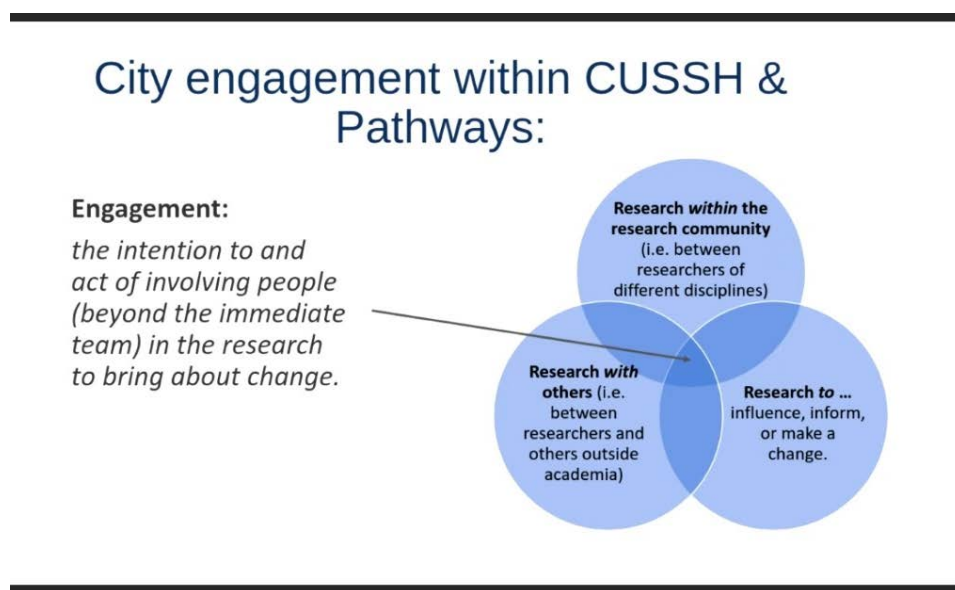 City engagement within CUSSH &
Pathways:
Engagement:
the intention to and
act of involving people
(beyond the immediate
team) in the research
to bring about change.
Research within the
research community
(i.e. between
researchers of
different disciplines)
Research with
others (i.e.
between
researchers and
others outside
academia)
Research to ...
influence, inform,
or make a
change.